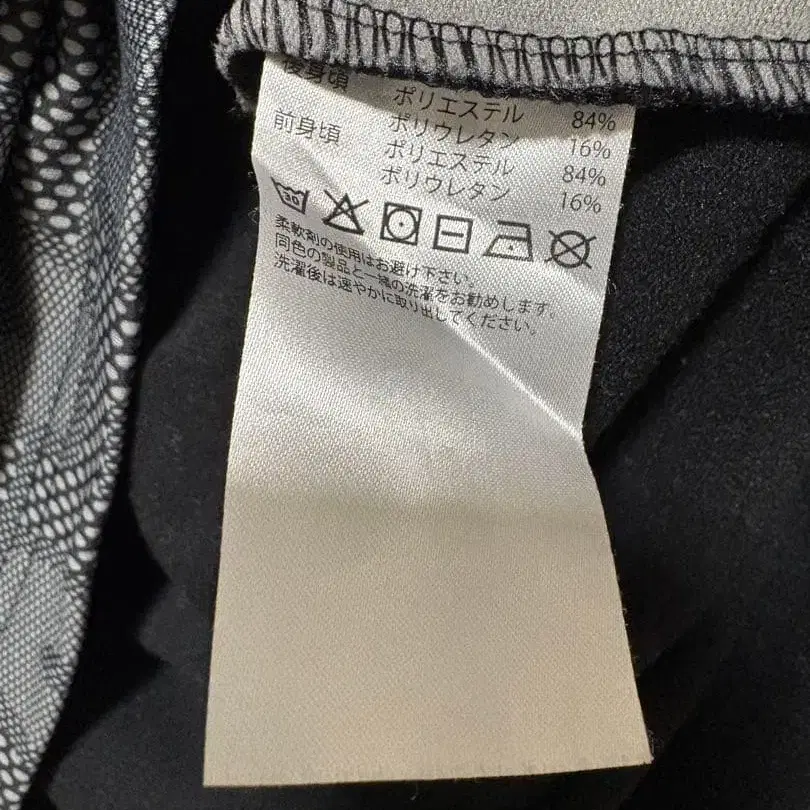 後身頃 ポリエステル 84%
ポリウレタン 16%
前身頃 ポリエステル 84%
ポリウレタン 16%
30
柔軟剤の使用はお避け下さい。
同色の製品と一緒の洗濯をお勧めします。
洗濯後は速やかに取り出してください。